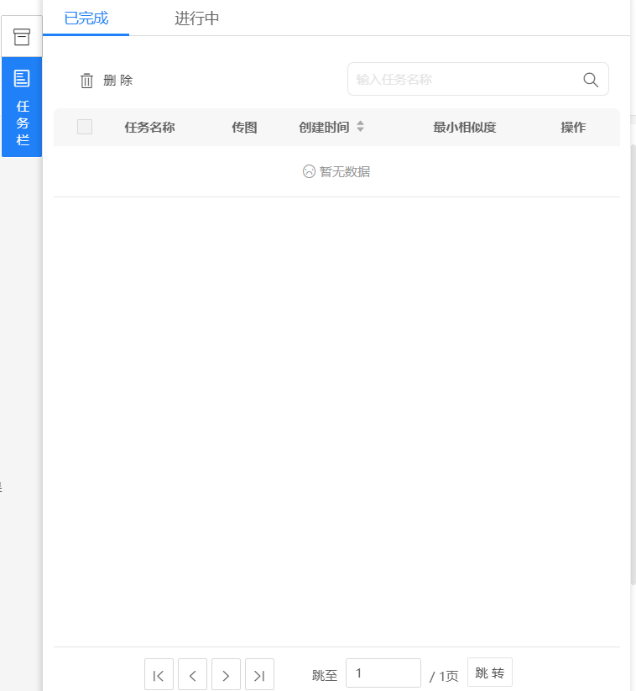 已完成 进行中
任务栏
删 除
输入任务名称
任务名称 传图 创建时间 最小相似度 操作
暂无数据
跳至 1 / 1页 跳 转